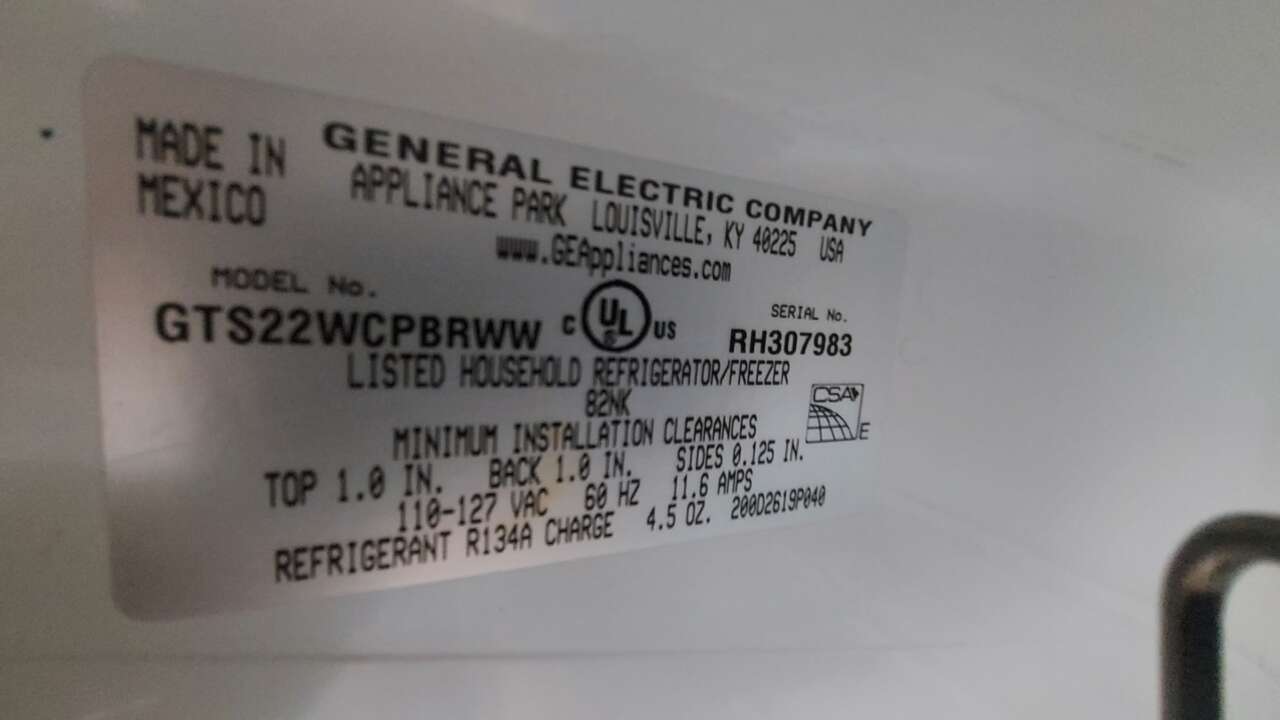 MADE IN
MEXICO
GENERAL ELECTRIC COMPANY
APPLIANCE PARK LOUISVILLE, KY 40225 USA
www.GEAppliances.com
MODEL No.
GTS22WCPBRWW
C UL ® US
SERIAL No.
RH307983
LISTED HOUSEHOLD REFRIGERATOR/FREEZER
82NK
CSA E
MINIMUM INSTALLATION CLEARANCES
TOP 1.0 IN. BACK 1.0 IN. SIDES 0.125 IN.
110-127 VAC 60 HZ 11.6 AMPS
REFRIGERANT R134A CHARGE 4.5 OZ. 200D2619P040